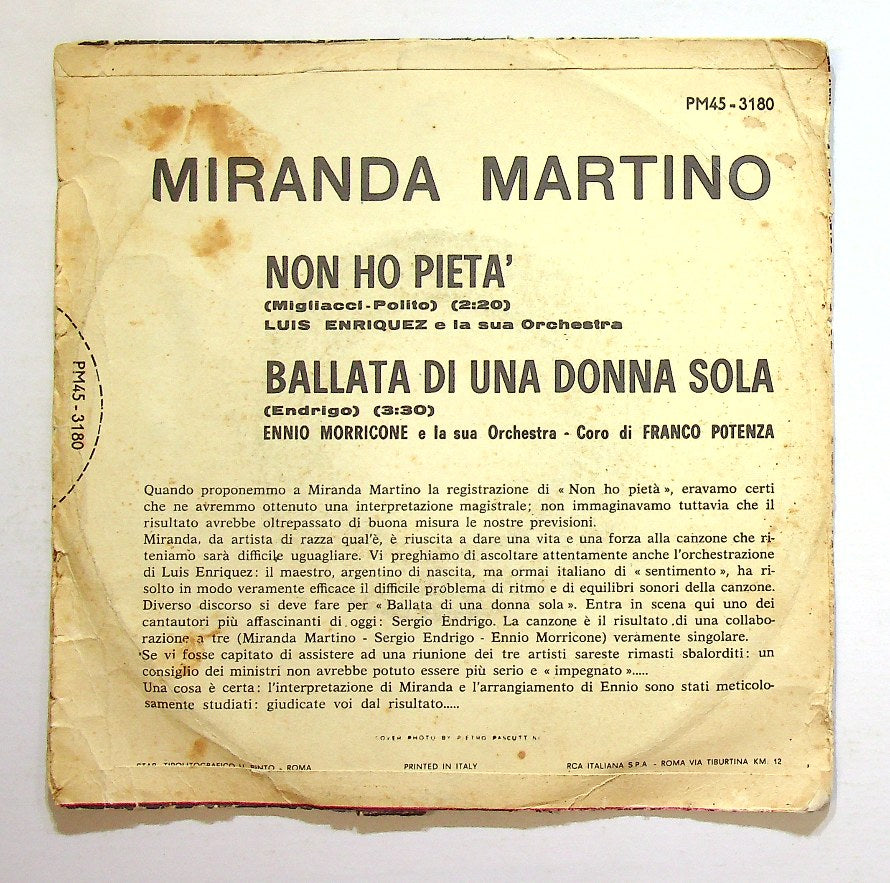 PM45-3180
MIRANDA MARTINO
NON HO PIETA'
(Migliacci-Polito) (2:20)
LUIS ENRIQUEZ e la sua Orchestra
BALLATA DI UNA DONNA SOLA
(Endrigo) (3:30)
ENNIO MORRICONE e la sua Orchestra - Coro di FRANCO POTENZA
PM45-3180
Quando proponemmo a Miranda Martino la registrazione di « Non ho pietà », eravamo certi
che ne avremmo ottenuto una interpretazione magistrale; non immaginavamo tuttavia che il
risultato avrebbe oltrepassato di buona misura le nostre previsioni.
Miranda, da artista di razza qual'è, è riuscita a dare una vita e una forza alla canzone che ri-
teniamo sarà difficile uguagliare. Vi preghiamo di ascoltare attentamente anche l'orchestrazione
di Luis Enriquez: il maestro, argentino di nascita, ma ormai italiano di « sentimento », ha ri-
solto in modo veramente efficace il difficile problema di ritmo e di equilibri sonori della canzone.
Diverso discorso si deve fare per « Ballata di una donna sola ». Entra in scena qui uno dei
cantautori più affascinanti di oggi: Sergio Endrigo. La canzone è il risultato di una collabo-
razione a tre (Miranda Martino - Sergio Endrigo - Ennio Morricone) veramente singolare.
Se vi fosse capitato di assistere ad una riunione dei tre artisti sareste rimasti sbalorditi: un
consiglio dei ministri non avrebbe potuto essere più serio e « impegnato ».....
Una cosa è certa: l'interpretazione di Miranda e l'arrangiamento di Ennio sono stati meticolo-
samente studiati: giudicate voi dal risultato.....
COVER PHOTO BY PIETRO PASCUTTINI
STAB. TIPOLITOGRAFICO U. PINTO - ROMA
PRINTED IN ITALY
RCA ITALIANA S.P.A - ROMA VIA TIBURTINA KM. 12